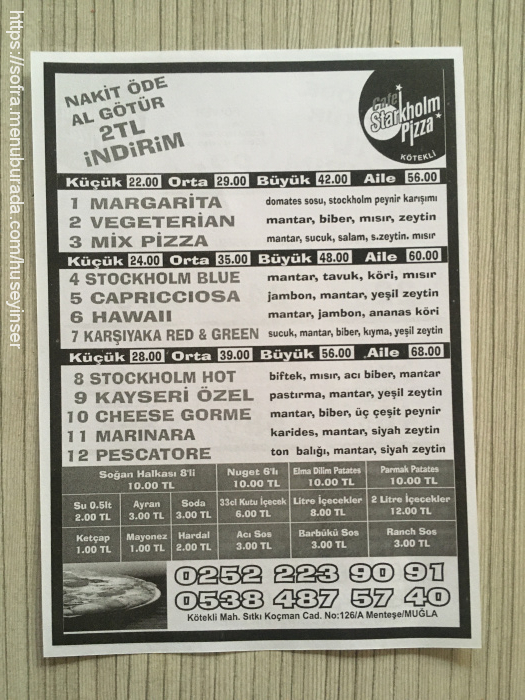 https://sofra.menuburada.com/huseyinser
NAKİT ÖDE
AL GÖTÜR
2TL
İNDİRİM
Cafe
Starkholm
Pizza
KÖTEKLİ
Küçük 22.00 Orta 29.00 Büyük 42.00 Aile 56.00
1 MARGARİTA domates sosu, stockholm peynir karışımı
2 VEGETERİAN mantar, biber, mısır, zeytin
3 MİX PİZZA mantar, sucuk, salam, s.zeytin. mısır
Küçük 24.00 Orta 35.00 Büyük 48.00 Aile 60.00
4 STOCKHOLM BLUE mantar, tavuk, köri, mısır
5 CAPRICCIOSA jambon, mantar, yeşil zeytin
6 HAWAII mantar, jambon, ananas köri
7 KARŞIYAKA RED & GREEN sucuk, mantar, biber, kıyma, yeşil zeytin
Küçük 28.00 Orta 39.00 Büyük 56.00 Aile 68.00
8 STOCKHOLM HOT biftek, mısır, acı biber, mantar
9 KAYSERİ ÖZEL pastırma, mantar, yeşil zeytin
10 CHEESE GORME mantar, biber, üç çeşit peynir
11 MARINARA karides, mantar, siyah zeytin
12 PESCATORE ton balığı, mantar, siyah zeytin
Soğan Halkası 8'li Nuget 6'lı Elma Dilim Patates Parmak Patates
10.00 TL 10.00 TL 10.00 TL 10.00 TL
Su 0.5lt Ayran Soda 33cl Kutu İçecek Litre İçecekler 2 Litre İçecekler
2.00 TL 3.00 TL 3.00 TL 6.00 TL 8.00 TL 12.00 TL
Ketçap Mayonez Hardal Acı Sos Barbükü Sos Ranch Sos
1.00 TL 1.00 TL 2.00 TL 3.00 TL 3.00 TL 3.00 TL
0252 223 90 91
0538 487 57 40
Kötekli Mah. Sıtkı Koçman Cad. No:126/A Menteşe/MUĞLA